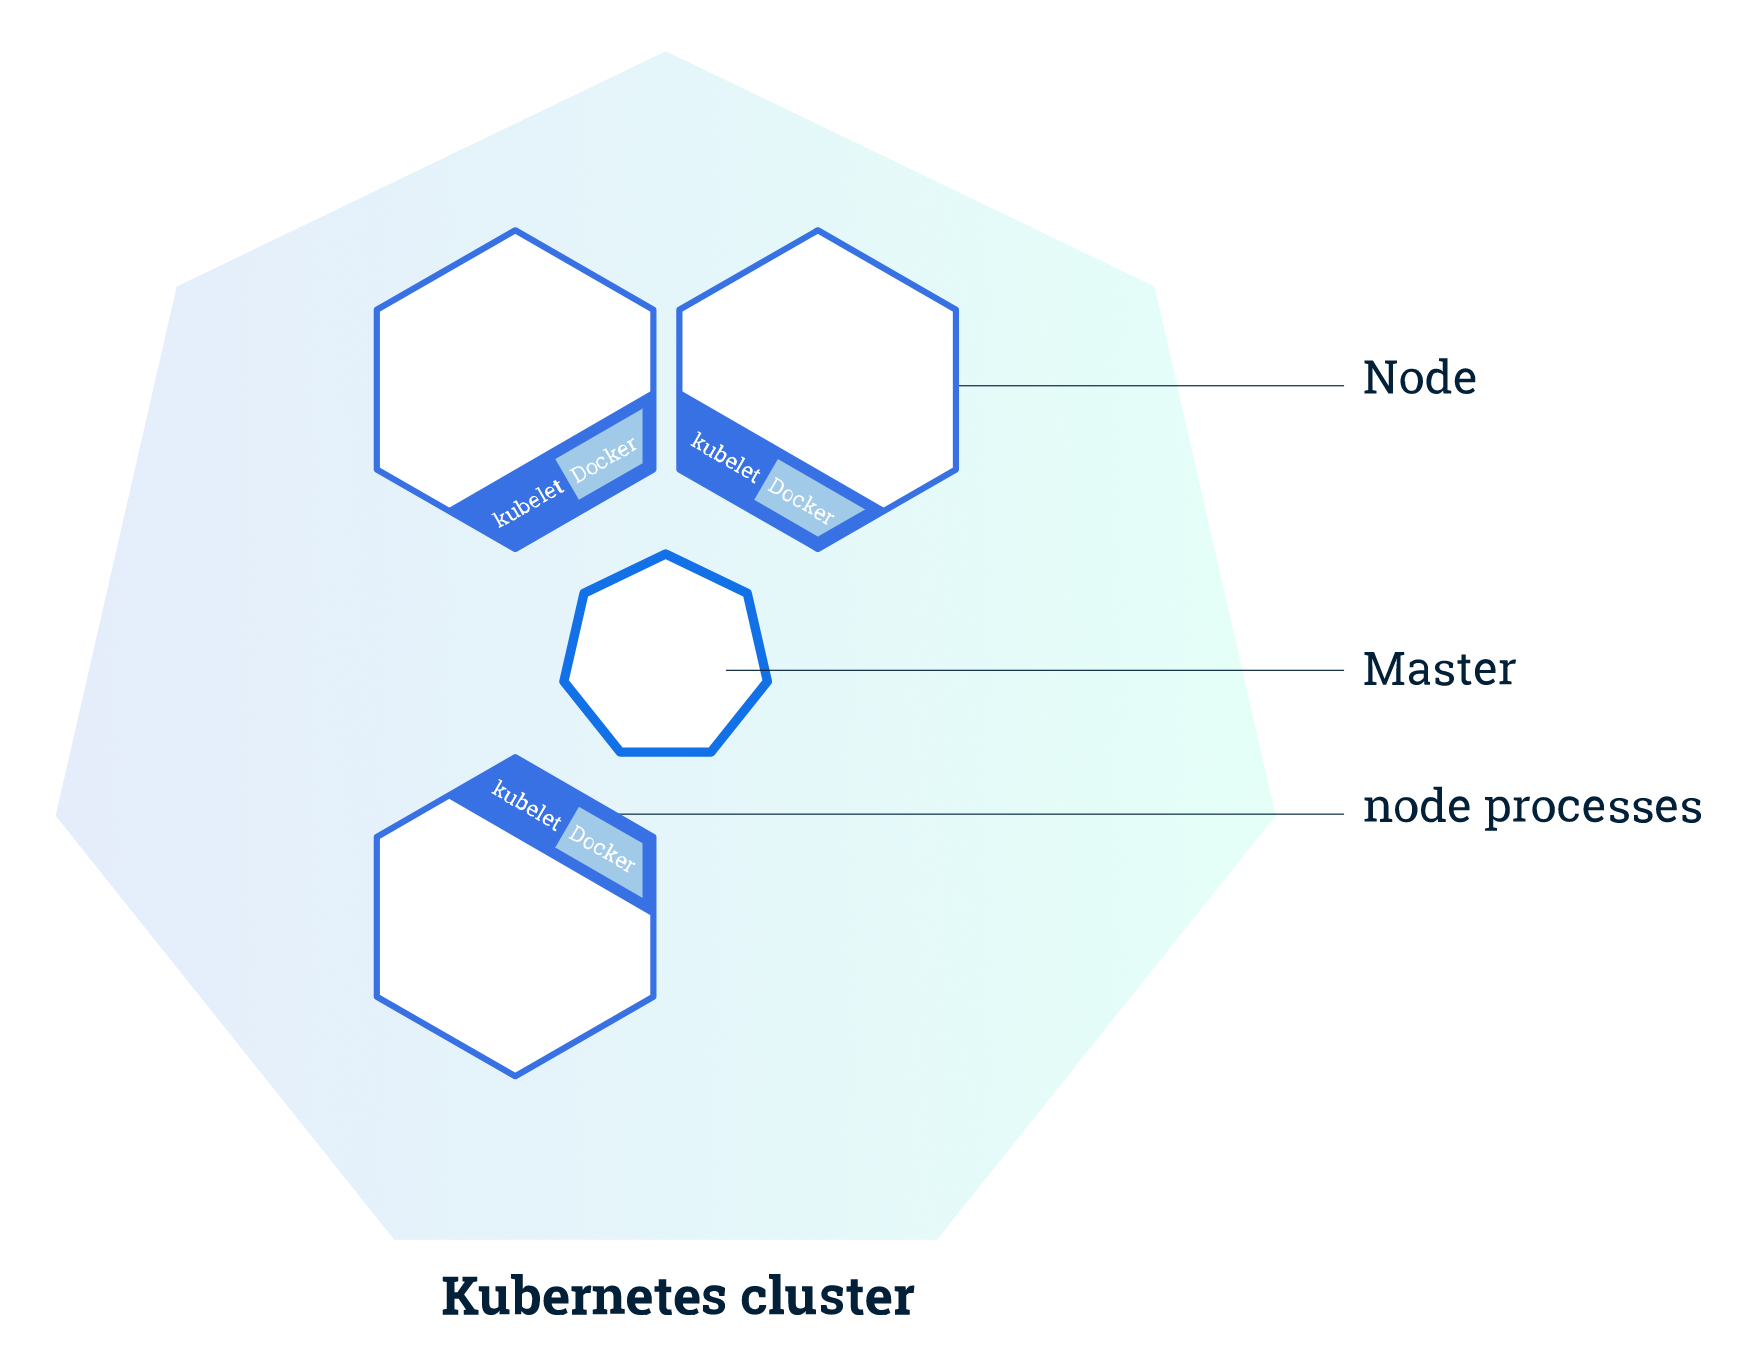 Node
kubelet
Docker
kubelet
Docker
Master
kubelet
Docker
node processes
Kubernetes cluster